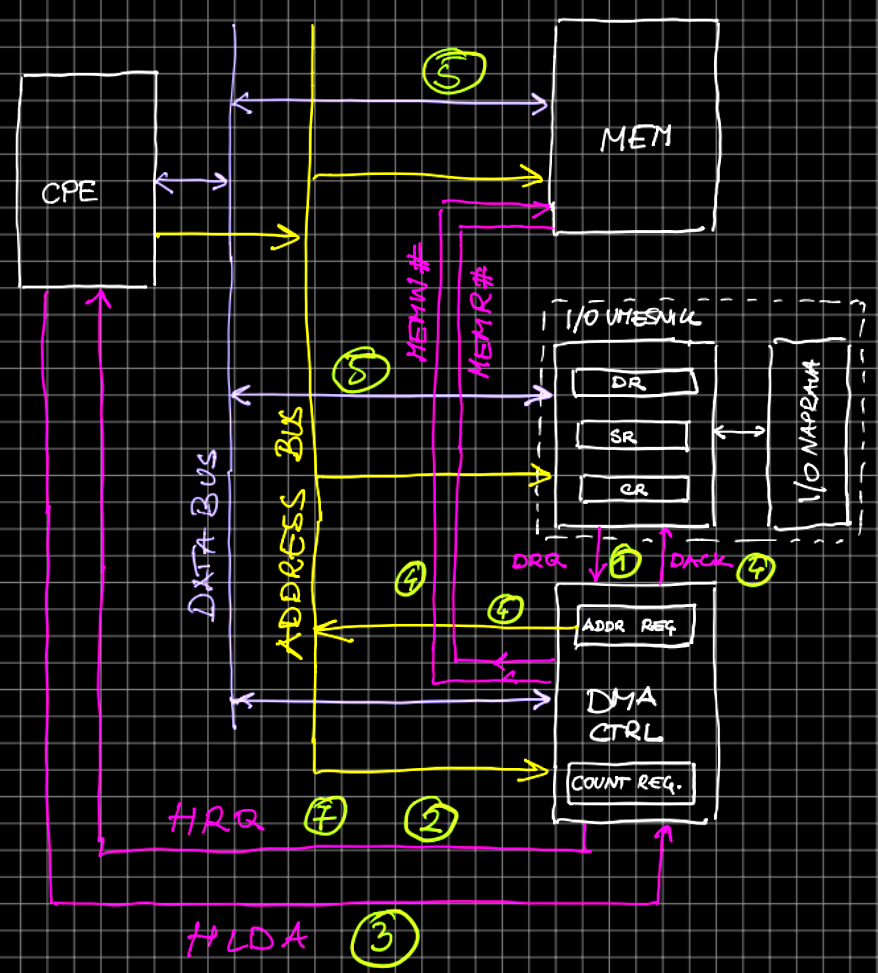 5
MEM
CPE
MEMW#
MEMR#
I/O VMESNIK
5
DR
SR
CR
I/O NAPRAVA
DATA BUS
ADDRESS BUS
DRQ
1
DACK
4
4
4
ADDR REG
DMA
CTRL
COUNT REG.
HRQ
7
2
HLDA
3